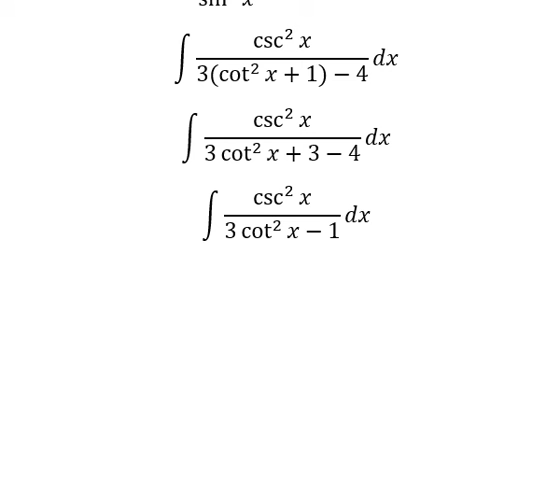 ∫ csc² x / (3(cot² x + 1) − 4) dx
∫ csc² x / (3 cot² x + 3 − 4) dx
∫ csc² x / (3 cot² x − 1) dx